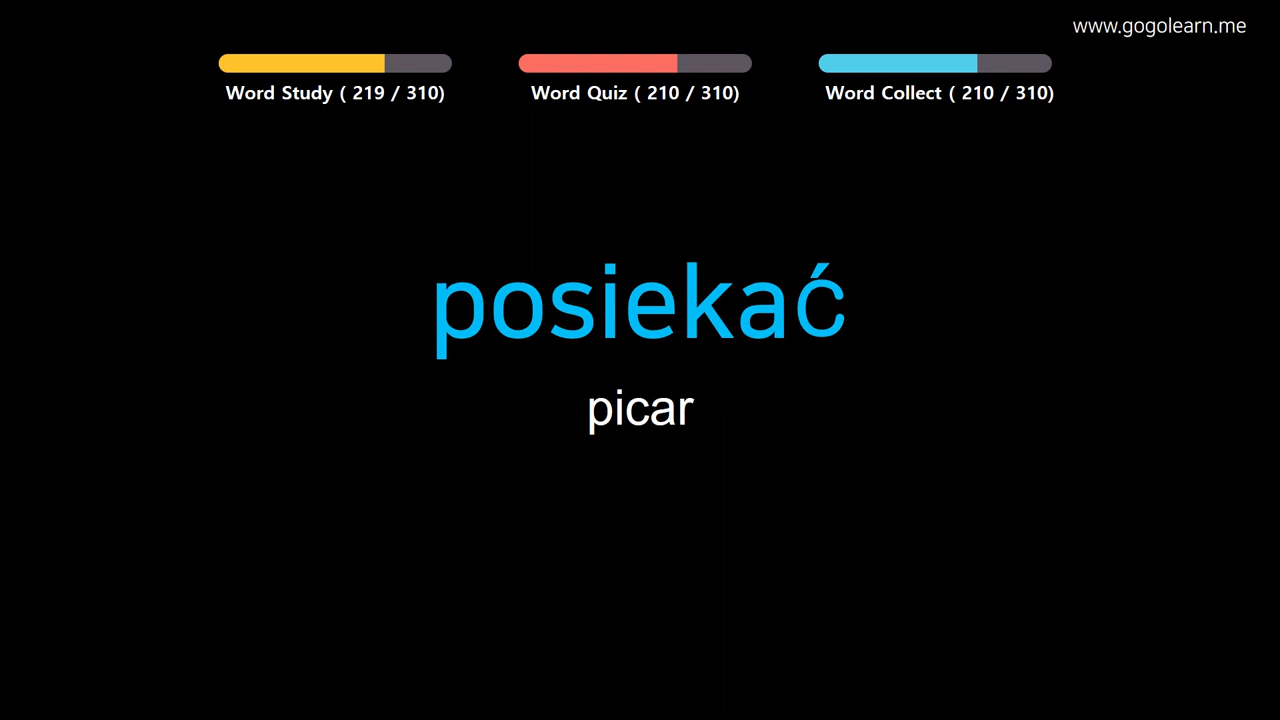 www.gogolearn.me
Word Study ( 219 / 310)
Word Quiz ( 210 / 310)
Word Collect ( 210 / 310)
posiekać
picar